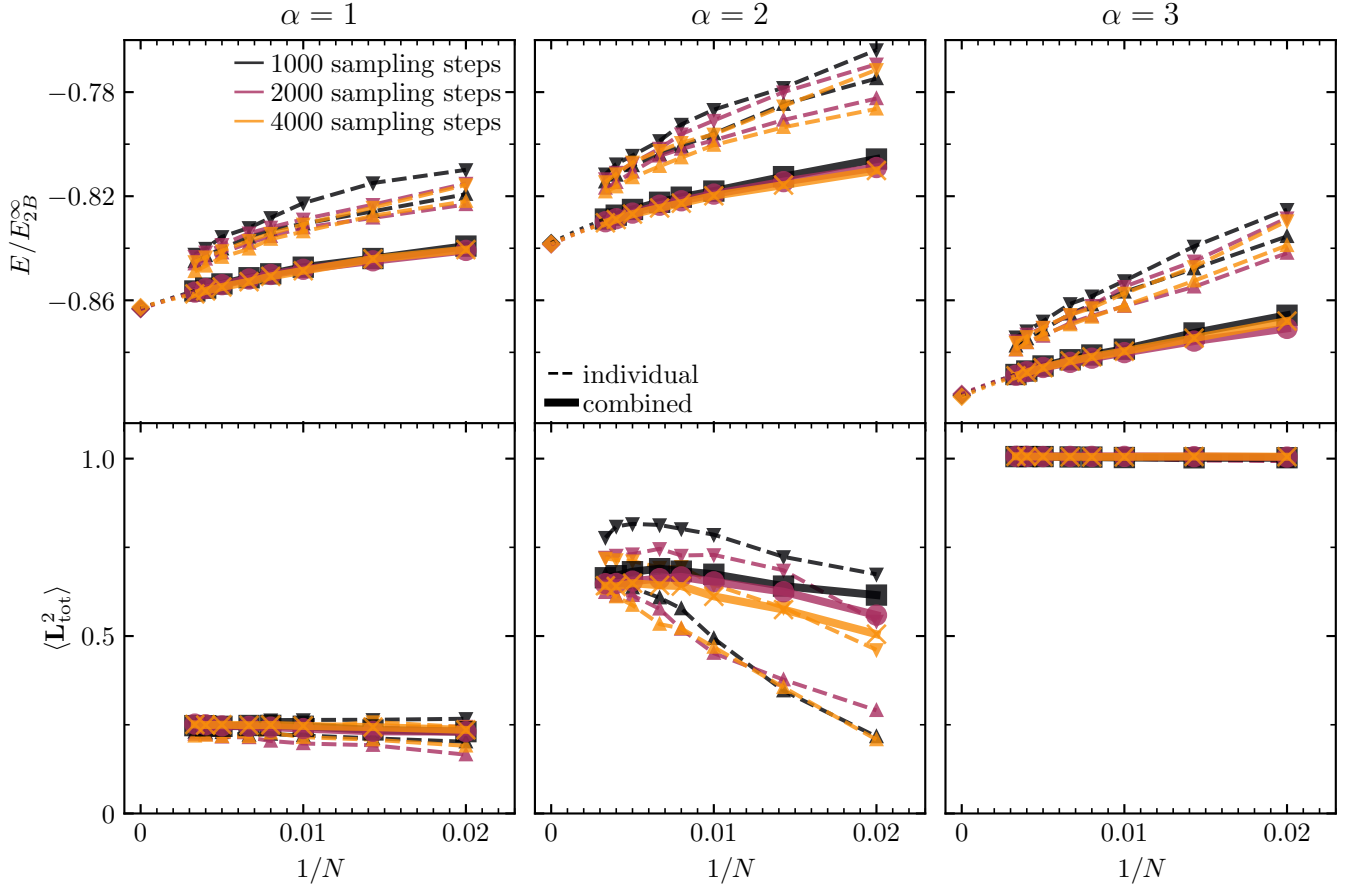 α = 1
α = 2
α = 3
E/E∞2B
−0.78
−0.82
−0.86
1000 sampling steps
2000 sampling steps
4000 sampling steps
individual
combined
⟨L²tot⟩
1.0
0.5
0
0 0.01 0.02
0 0.01 0.02
0 0.01 0.02
1/N
1/N
1/N